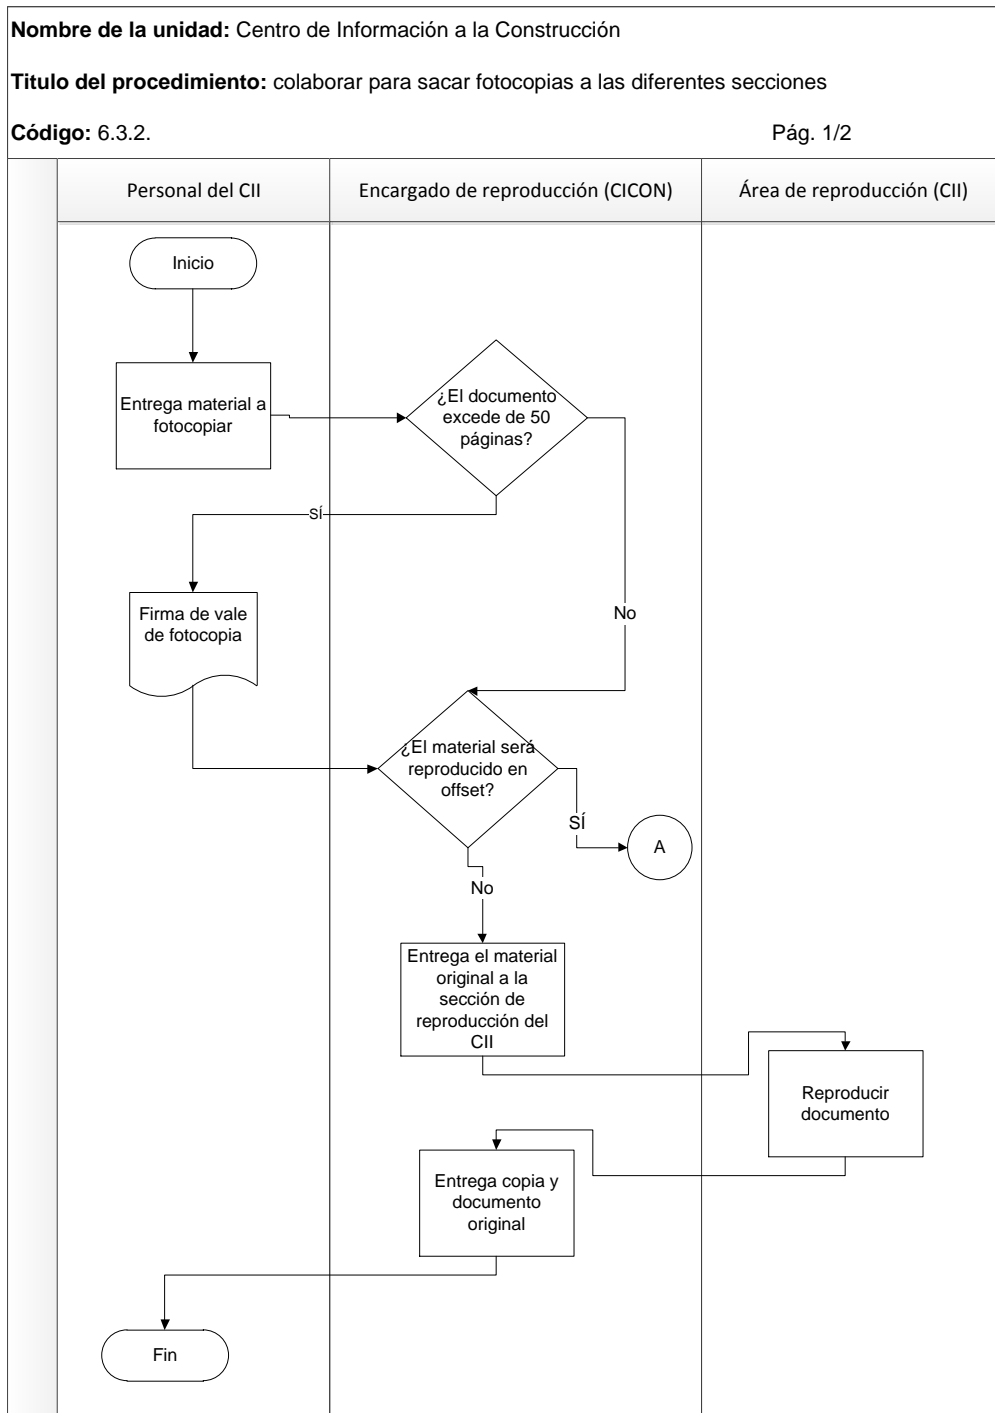 Nombre de la unidad: Centro de Información a la Construcción
Titulo del procedimiento: colaborar para sacar fotocopias a las diferentes secciones
Código: 6.3.2. Pág. 1/2
Personal del CII
Encargado de reproducción (CICON)
Área de reproducción (CII)
Inicio
Entrega material a
fotocopiar
¿El documento
excede de 50
páginas?
SÍ
Firma de vale
de fotocopia
No
¿El material será
reproducido en
offset?
SÍ
A
No
Entrega el material
original a la
sección de
reproducción del
CII
Reproducir
documento
Entrega copia y
documento
original
Fin